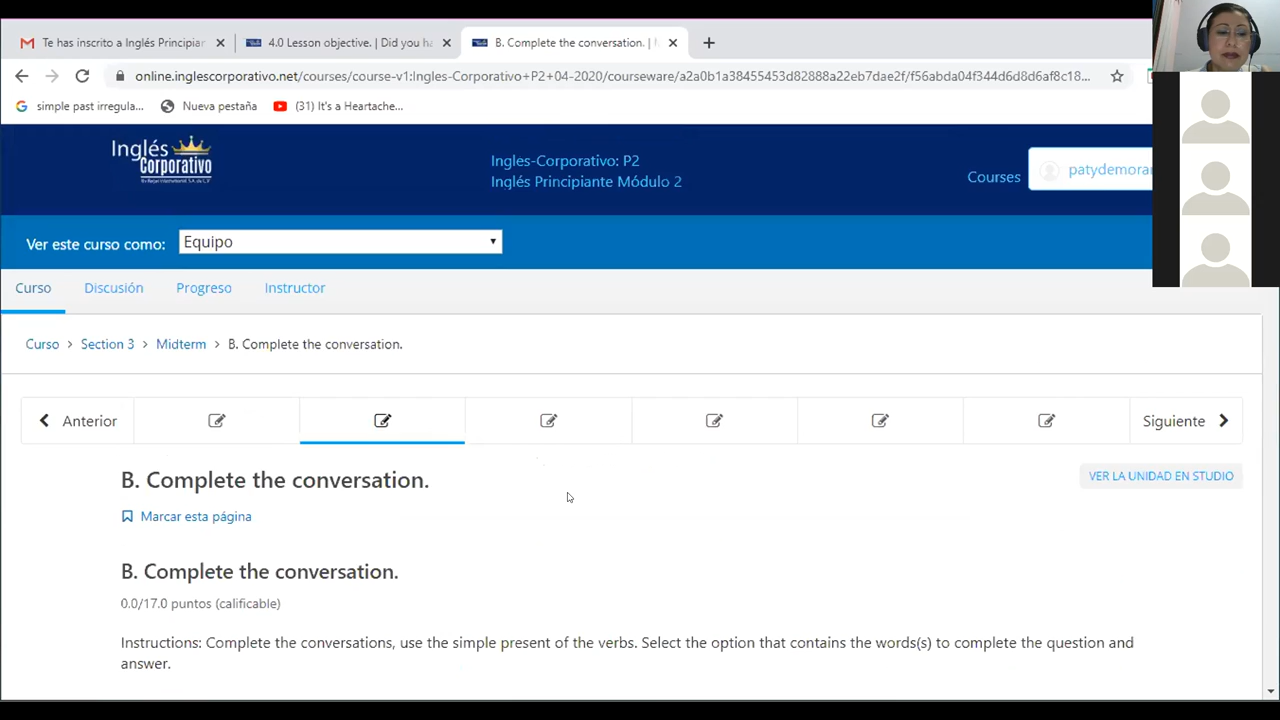 Te has inscrito a Inglés Principian
4.0 Lesson objective. | Did you ha
B. Complete the conversation. |
online.inglescorporativo.net/courses/course-v1:Ingles-Corporativo+P2+04-2020/courseware/a2a0b1a38455453d82888a22eb7dae2f/f56abda04f344d6d8d6af8c18...
simple past irregula...
Nueva pestaña
(31) It's a Heartache...
Inglés
Corporativo
Ingles-Corporativo: P2
Inglés Principiante Módulo 2
Courses
patydemora
Ver este curso como:
Equipo
Curso
Discusión
Progreso
Instructor
Curso > Section 3 > Midterm > B. Complete the conversation.
Anterior
Siguiente
B. Complete the conversation.
VER LA UNIDAD EN STUDIO
Marcar esta página
B. Complete the conversation.
0.0/17.0 puntos (calificable)
Instructions: Complete the conversations, use the simple present of the verbs. Select the option that contains the words(s) to complete the question and
answer.